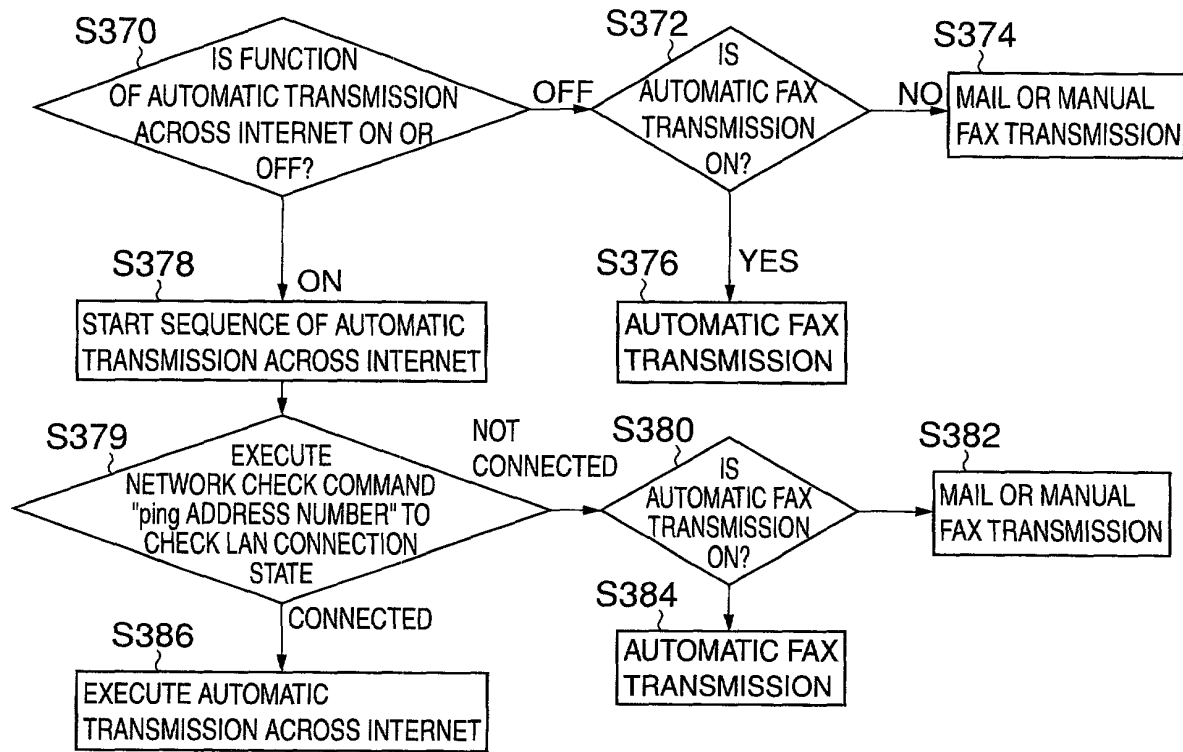 S370
IS FUNCTION
OF AUTOMATIC TRANSMISSION
ACROSS INTERNET ON OR
OFF?
OFF
S372
IS
AUTOMATIC FAX
TRANSMISSION
ON?
NO
S374
MAIL OR MANUAL
FAX TRANSMISSION
ON
YES
S376
AUTOMATIC FAX
TRANSMISSION
S378
START SEQUENCE OF AUTOMATIC
TRANSMISSION ACROSS INTERNET
S379
EXECUTE
NETWORK CHECK COMMAND
"ping ADDRESS NUMBER" TO
CHECK LAN CONNECTION
STATE
NOT
CONNECTED
S380
IS
AUTOMATIC FAX
TRANSMISSION
ON?
S382
MAIL OR MANUAL
FAX TRANSMISSION
S384
AUTOMATIC FAX
TRANSMISSION
CONNECTED
S386
EXECUTE AUTOMATIC
TRANSMISSION ACROSS INTERNET